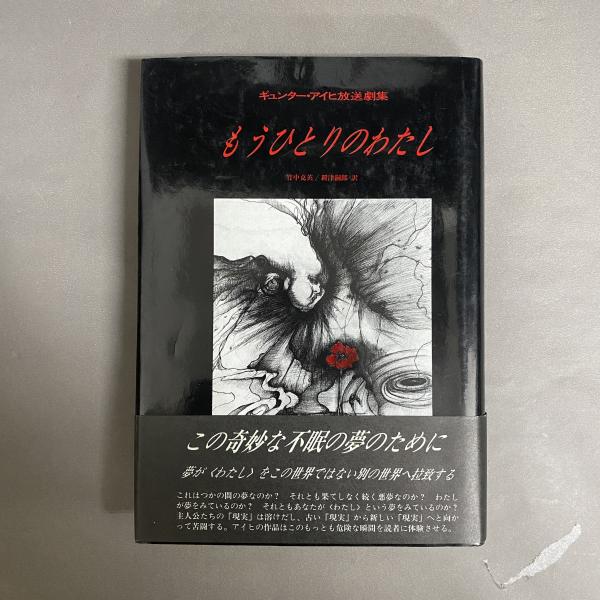 ギュンター・アイヒ放送劇集
もうひとりのわたし
竹中克英/ 訳
この奇妙な不眠の夢のために
夢が〈わたし〉をこの世界ではない別の世界へ拉致する
これはつかの間の夢なのか? それとも果てしなく続く悪夢なのか? わたし
が夢をみているのか? それともあなたが〈わたし〉という夢をみているのか?
主人公たちの「現実」は溶けだし、古い「現実」から新しい「現実」へと向か
って苦闘する。アイヒの作品はこのもっとも危険な瞬間を読者に体験させる。